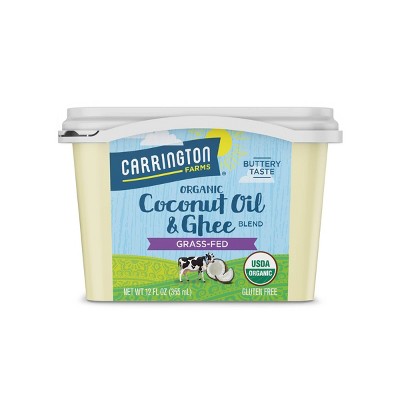 CARRINGTON
FARMS®
BUTTERY
TASTE
ORGANIC
Coconut Oil
& Ghee BLEND
GRASS-FED
USDA
ORGANIC
NET WT 12 FL OZ (355 mL)
GLUTEN FREE